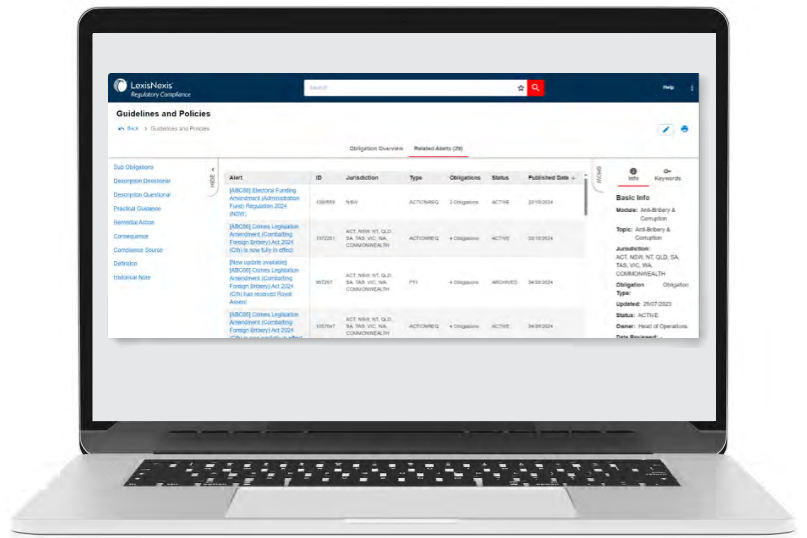 LexisNexis
Regulatory Compliance
Search
Help
Guidelines and Policies
Back > Guidelines and Policies
Obligation Overview Related Alerts (29)
Sub Obligations
Description Directional
Description Questional
Practical Guidance
Remedial Action
Consequence
Compliance Source
Definition
Historical Note
HIDE
Alert ID Jurisdiction Type Obligations Status Published Date
[ABC86] Electoral Funding
Amendment (Administration
Fund) Regulation 2024
(NSW)
NSW ACTIONREQ 3 Obligations ACTIVE
[ABC86] Crimes Legislation
Amendment (Combatting
Foreign Bribery) Act 2024
(Cth) is now fully in effect
ACT, NSW, NT, QLD,
SA, TAS, VIC, WA,
COMMONWEALTH
ACTIONREQ 4 Obligations ACTIVE
[New update available]
[ABC86] Crimes Legislation
Amendment (Combatting
Foreign Bribery) Act 2024
(Cth) has received Royal
Assent
ACT, NSW, NT, QLD,
SA, TAS, VIC, WA,
COMMONWEALTH
FYI 4 Obligations ARCHIVED
[ABC86] Crimes Legislation
Amendment (Combatting
Foreign Bribery) Act 2024
ACT, NSW, NT, QLD,
SA, TAS, VIC, WA,
COMMONWEALTH
ACTIONREQ 4 Obligations ACTIVE
SHOW
Info Keywords
Basic Info
Module: Anti-Bribery &
Corruption
Topic: Anti-Bribery &
Corruption
Jurisdiction:
ACT, NSW, NT, QLD, SA,
TAS, VIC, WA,
COMMONWEALTH
Obligation Obligation
Type:
Updated: 25/07/2023
Status: ACTIVE
Owner: Head of Operations
Date Reviewed: -